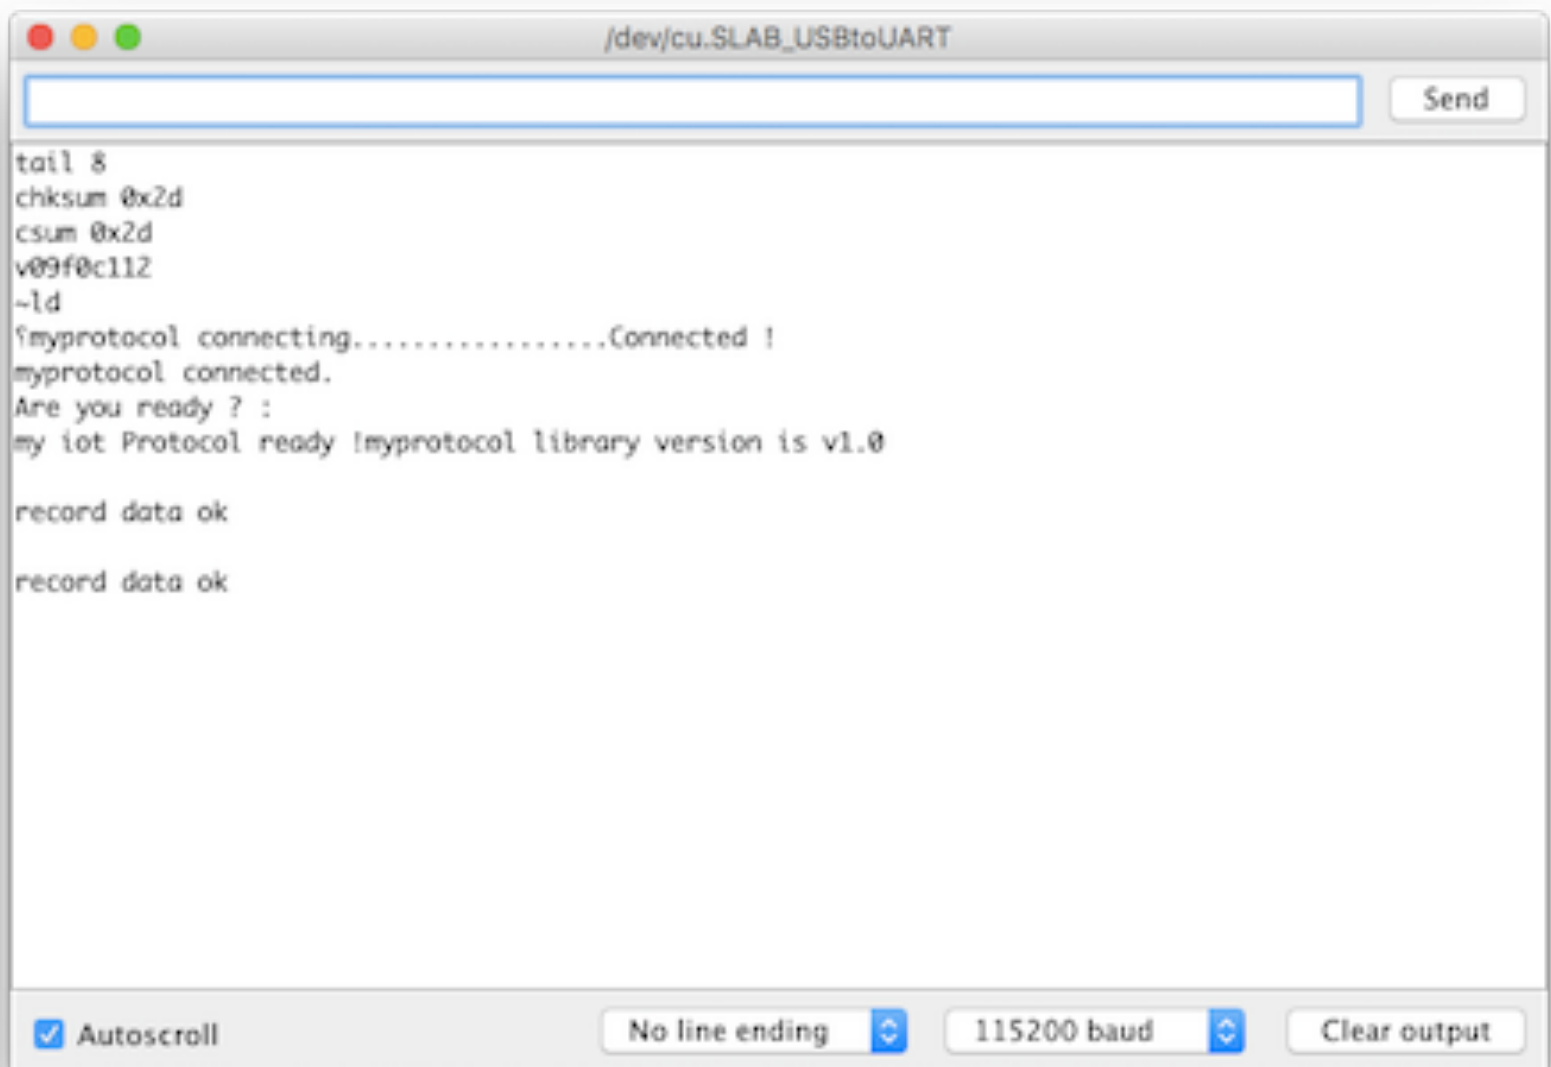 /dev/cu.SLAB_USBtoUART
Send
tail 8
chksum 0x2d
csum 0x2d
v09f0c112
~ld
⸮myprotocol connecting.................Connected !
myprotocol connected.
Are you ready ? :
my iot Protocol ready !myprotocol library version is v1.0
record data ok
record data ok
Autoscroll
No line ending
115200 baud
Clear output